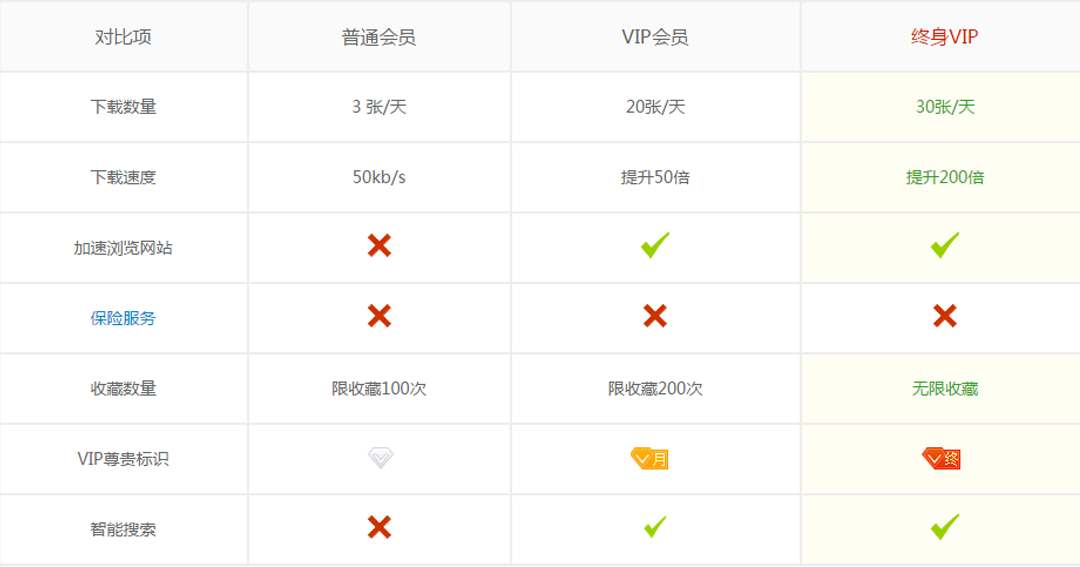 对比项 普通会员 VIP会员 终身VIP
下载数量 3 张/天 20张/天 30张/天
下载速度 50kb/s 提升50倍 提升200倍
加速浏览网站
保险服务
收藏数量 限收藏100次 限收藏200次 无限收藏
VIP尊贵标识 月 终
智能搜索